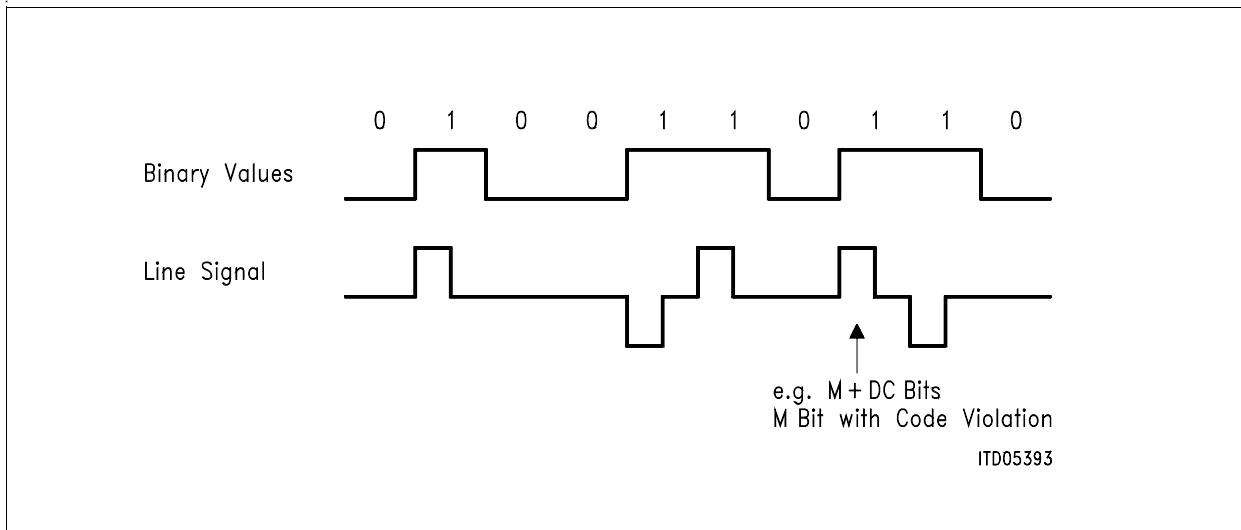 0 1 0 0 1 1 0 1 1 0
Binary Values
Line Signal
e.g. M + DC Bits
M Bit with Code Violation
ITD05393